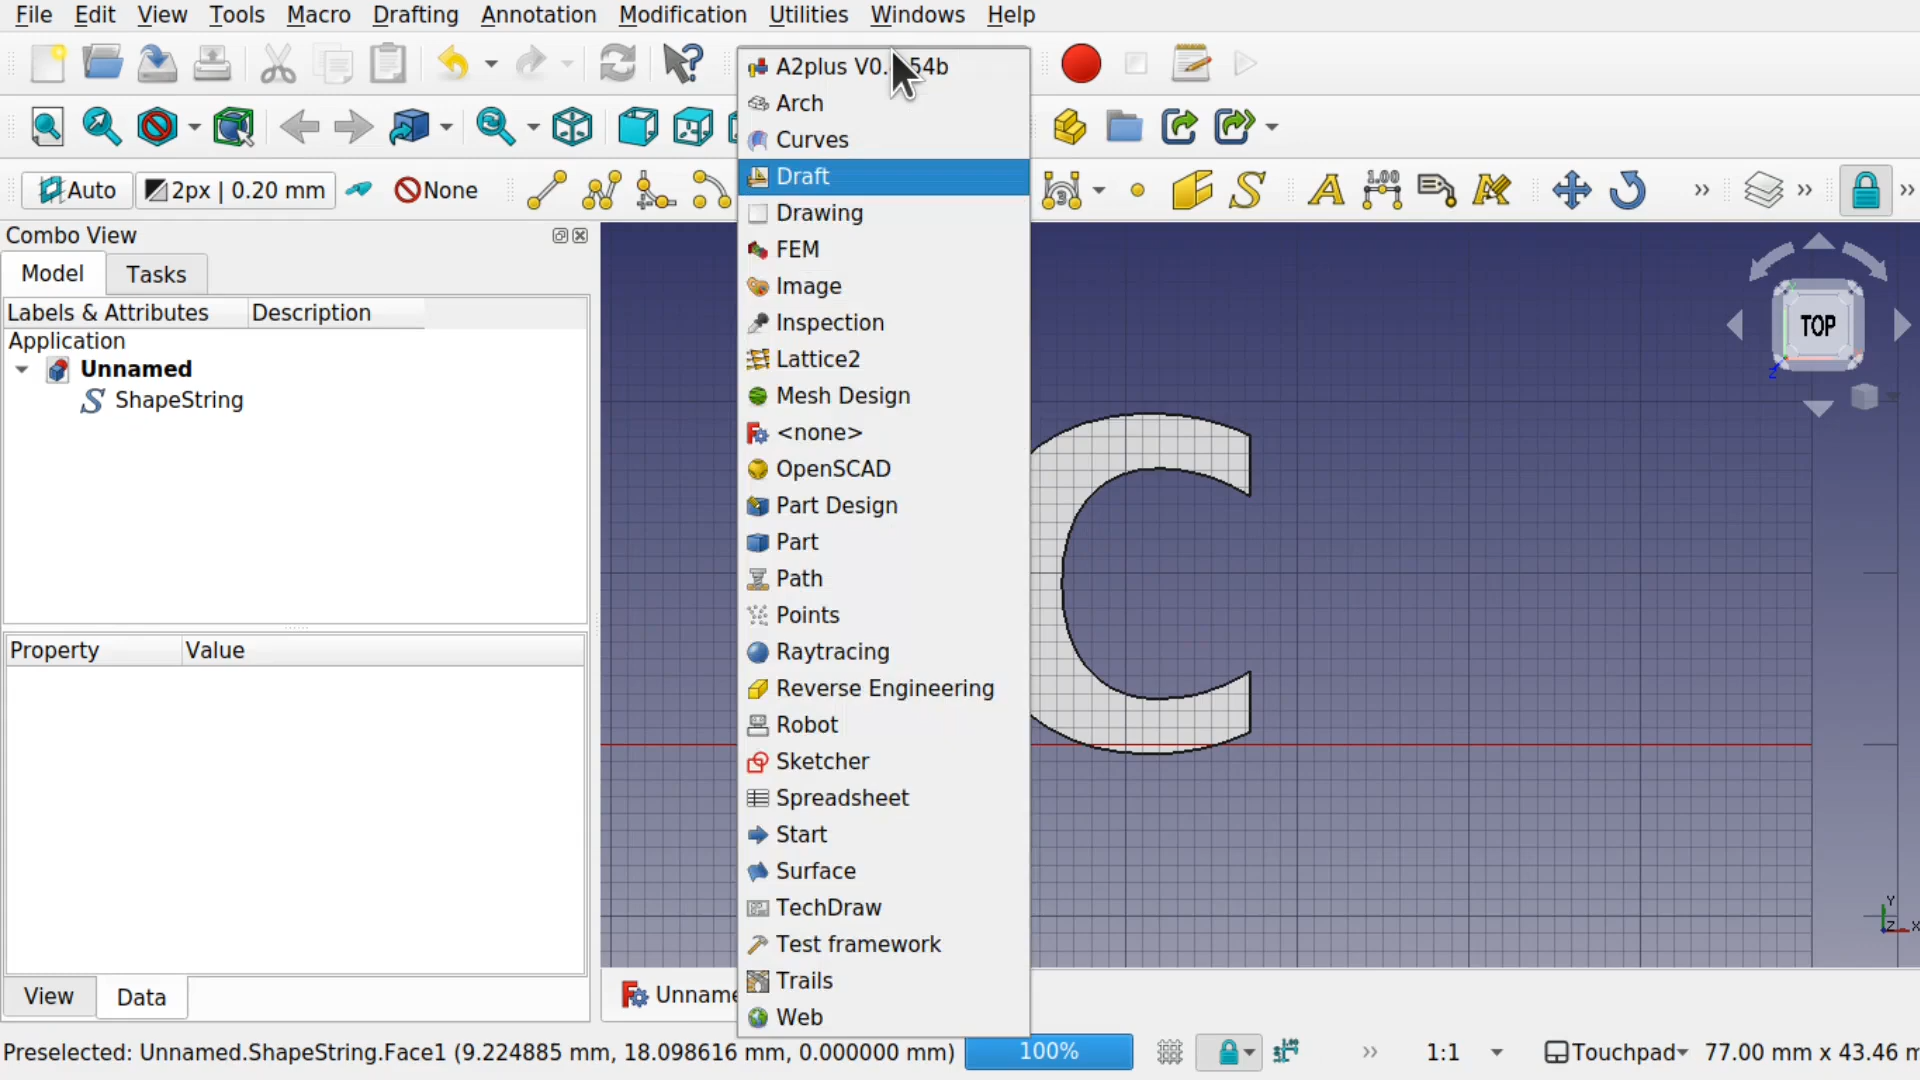 File Edit View Tools Macro Drafting Annotation Modification Utilities Windows Help
Auto 2px | 0.20 mm None
3 1.00
Combo View
Model Tasks
Labels & Attributes Description
Application
Unnamed
ShapeString
Property Value
View Data
A2plus V0. 54b
Arch
Curves
Draft
Drawing
FEM
Image
Inspection
Lattice2
Mesh Design
<none>
OpenSCAD
Part Design
Part
Path
Points
Raytracing
Reverse Engineering
Robot
Sketcher
Spreadsheet
Start
Surface
TechDraw
Test framework
Trails
Web
C
TOP
Z
Y
Z X
Unname
Preselected: Unnamed.ShapeString.Face1 (9.224885 mm, 18.098616 mm, 0.000000 mm) 100% 1:1 Touchpad 77.00 mm x 43.46 m